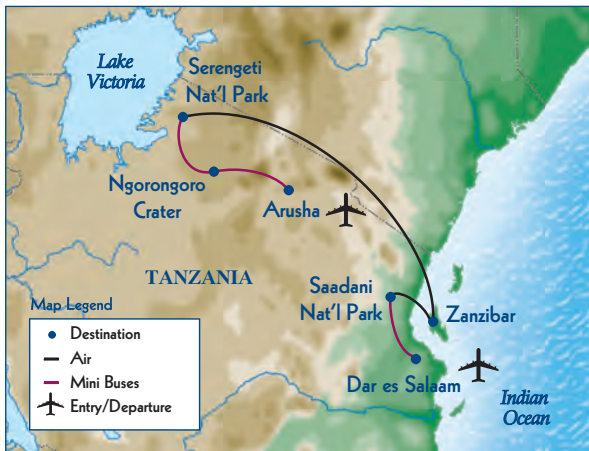 Lake
Victoria
Serengeti
Nat'l Park
Ngorongoro
Crater
Arusha
TANZANIA
Saadani
Nat'l Park
Zanzibar
Dar es Salaam
Indian
Ocean
Map Legend
Destination
Air
Mini Buses
Entry/Departure